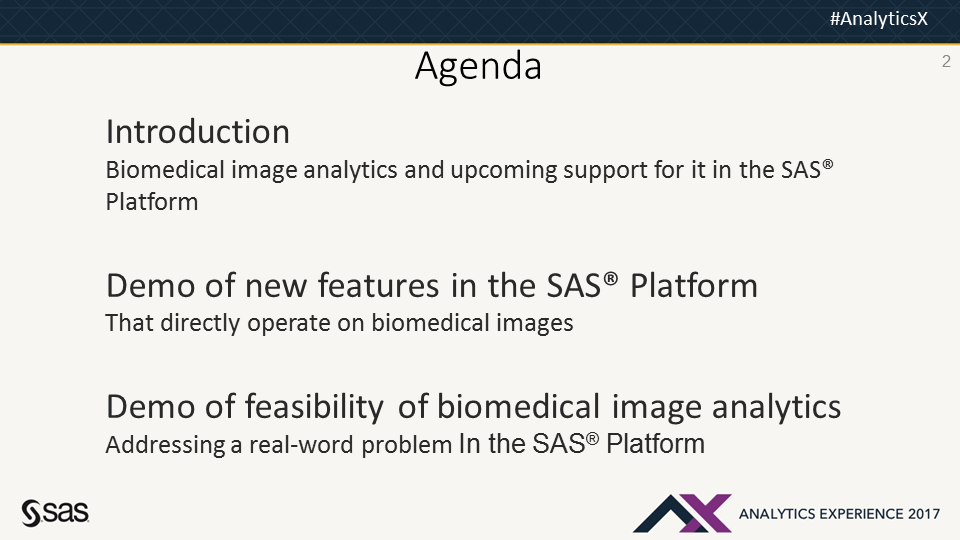 #AnalyticsX
Agenda
2
Introduction
Biomedical image analytics and upcoming support for it in the SAS®
Platform
Demo of new features in the SAS® Platform
That directly operate on biomedical images
Demo of feasibility of biomedical image analytics
Addressing a real-word problem In the SAS® Platform
sas
ANALYTICS EXPERIENCE 2017